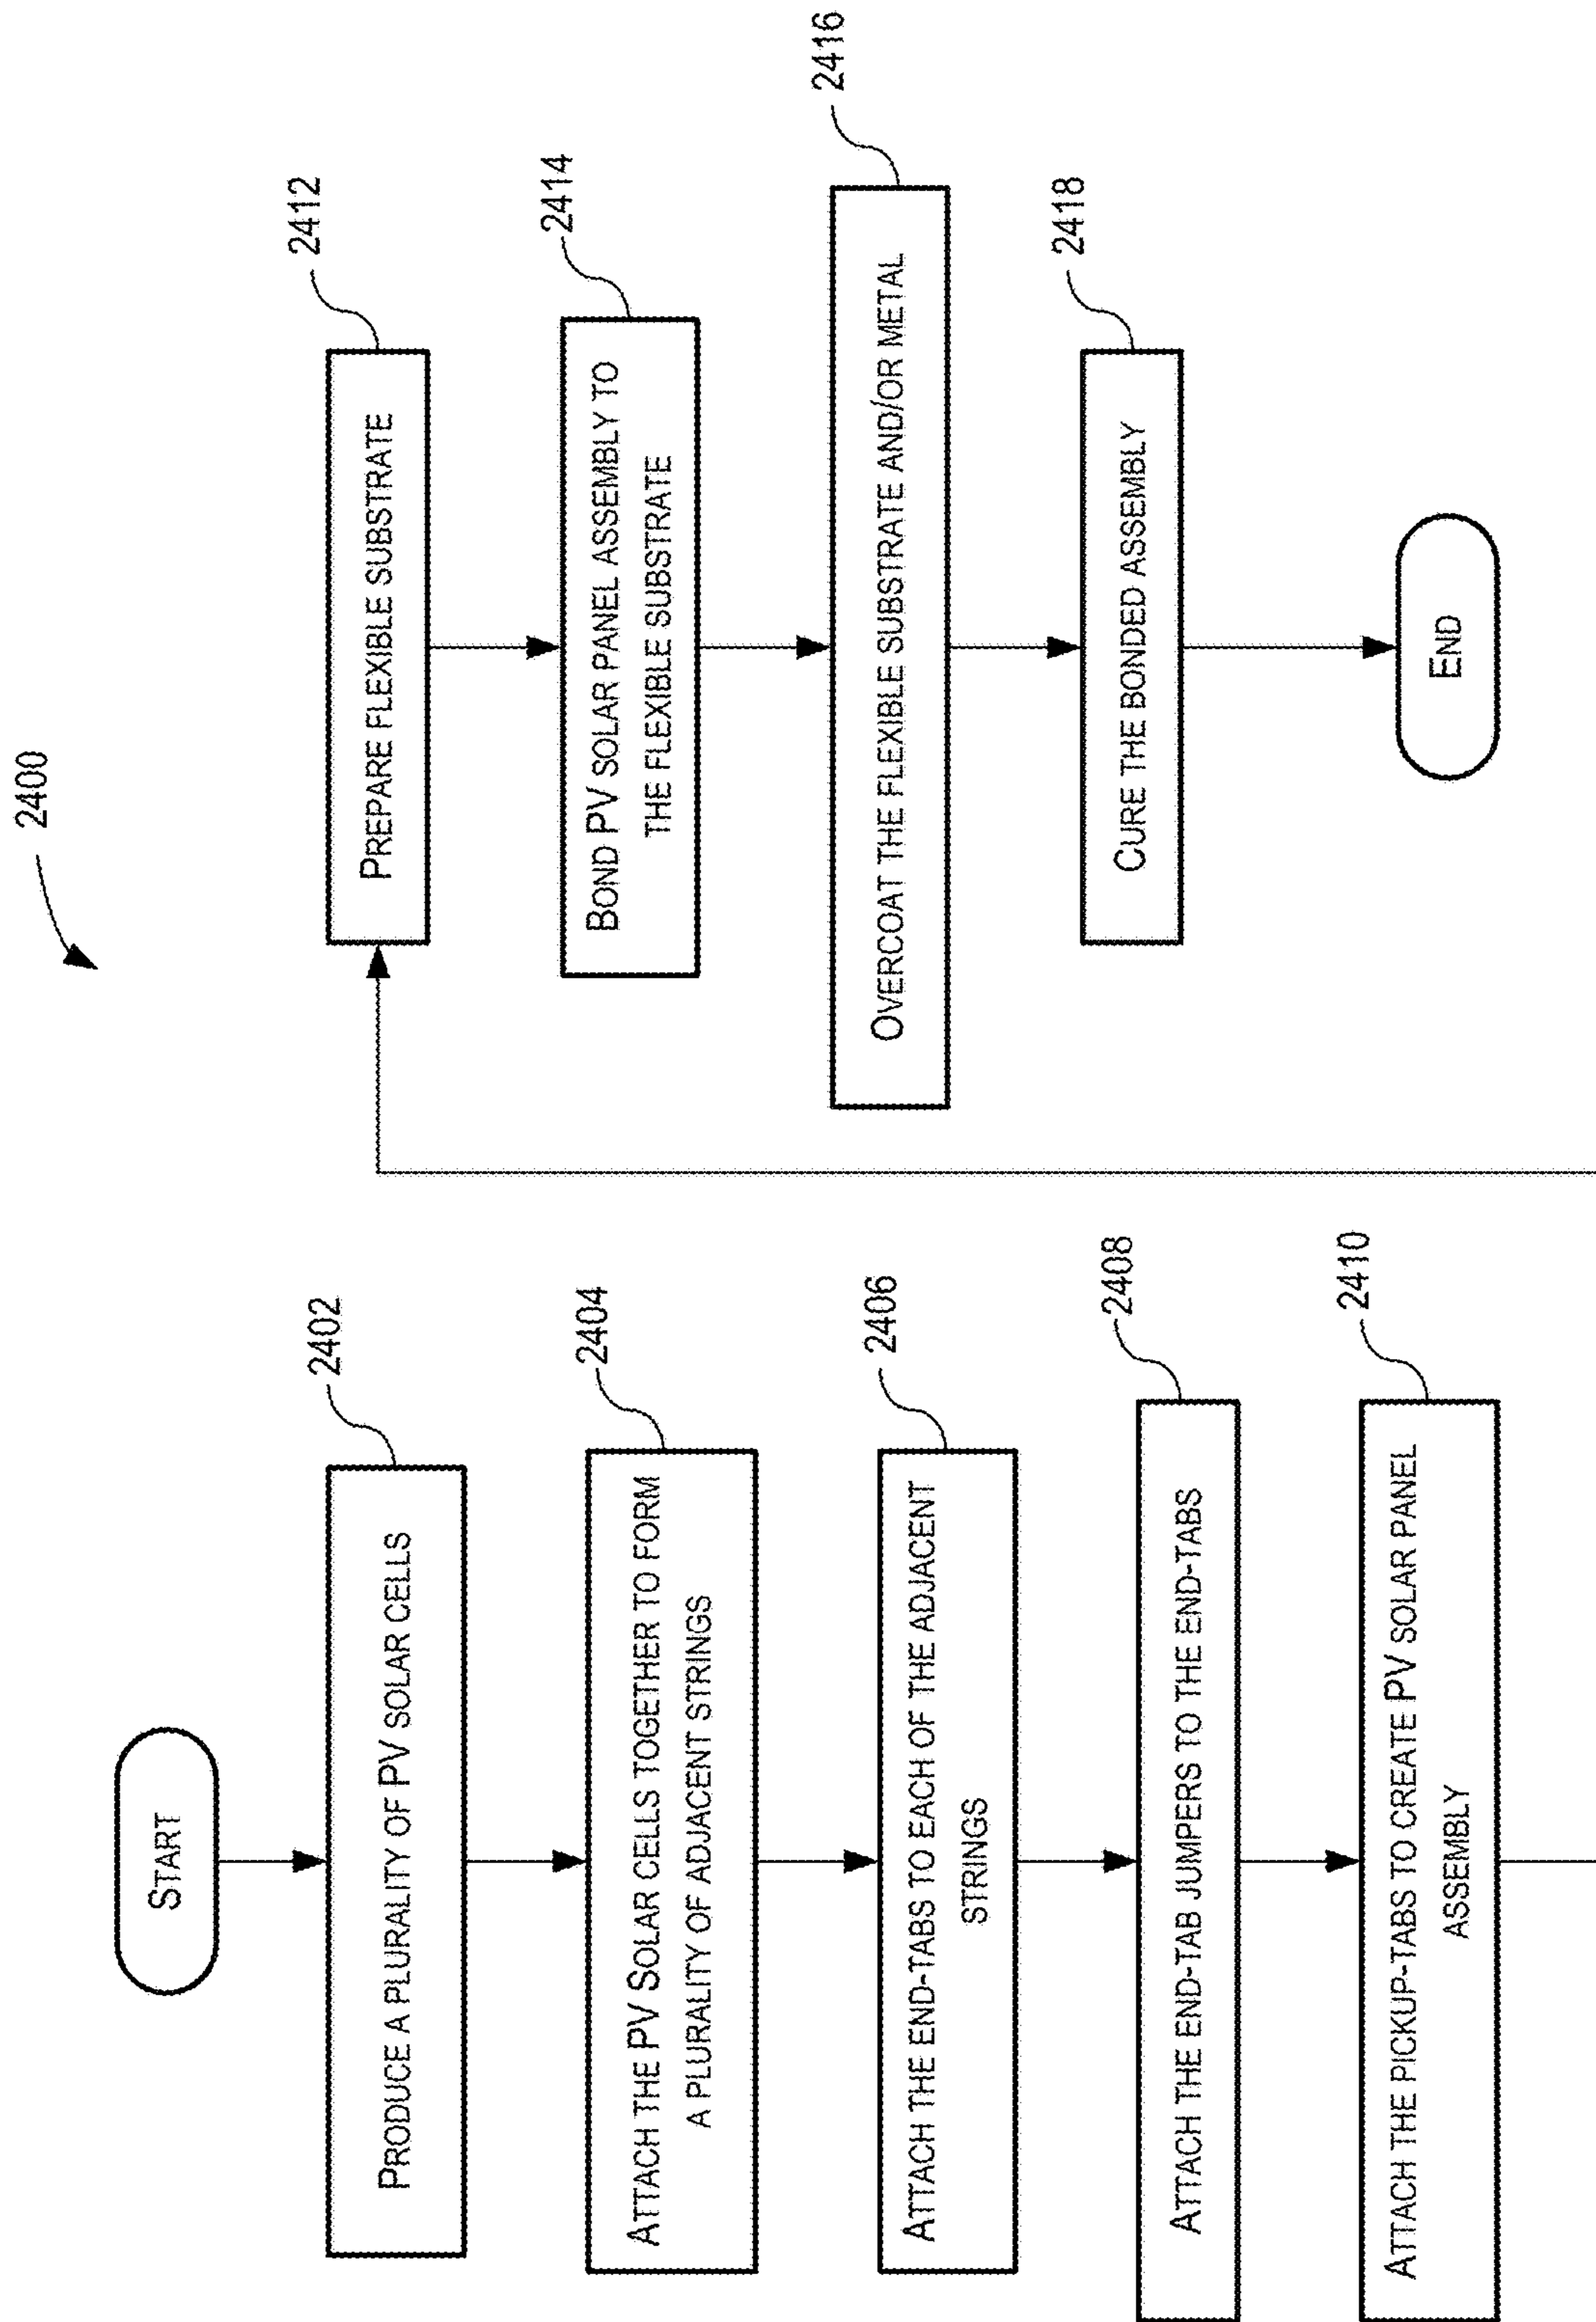 2400
START
PRODUCE A PLURALITY OF PV SOLAR CELLS
2402
ATTACH THE PV SOLAR CELLS TOGETHER TO FORM
A PLURALITY OF ADJACENT STRINGS
2404
ATTACH THE END-TABS TO EACH OF THE ADJACENT
STRINGS
2406
ATTACH THE END-TAB JUMPERS TO THE END-TABS
2408
ATTACH THE PICKUP-TABS TO CREATE PV SOLAR PANEL
ASSEMBLY
2410
PREPARE FLEXIBLE SUBSTRATE
2412
BOND PV SOLAR PANEL ASSEMBLY TO
THE FLEXIBLE SUBSTRATE
2414
OVERCOAT THE FLEXIBLE SUBSTRATE AND/OR METAL
2416
CURE THE BONDED ASSEMBLY
2418
END